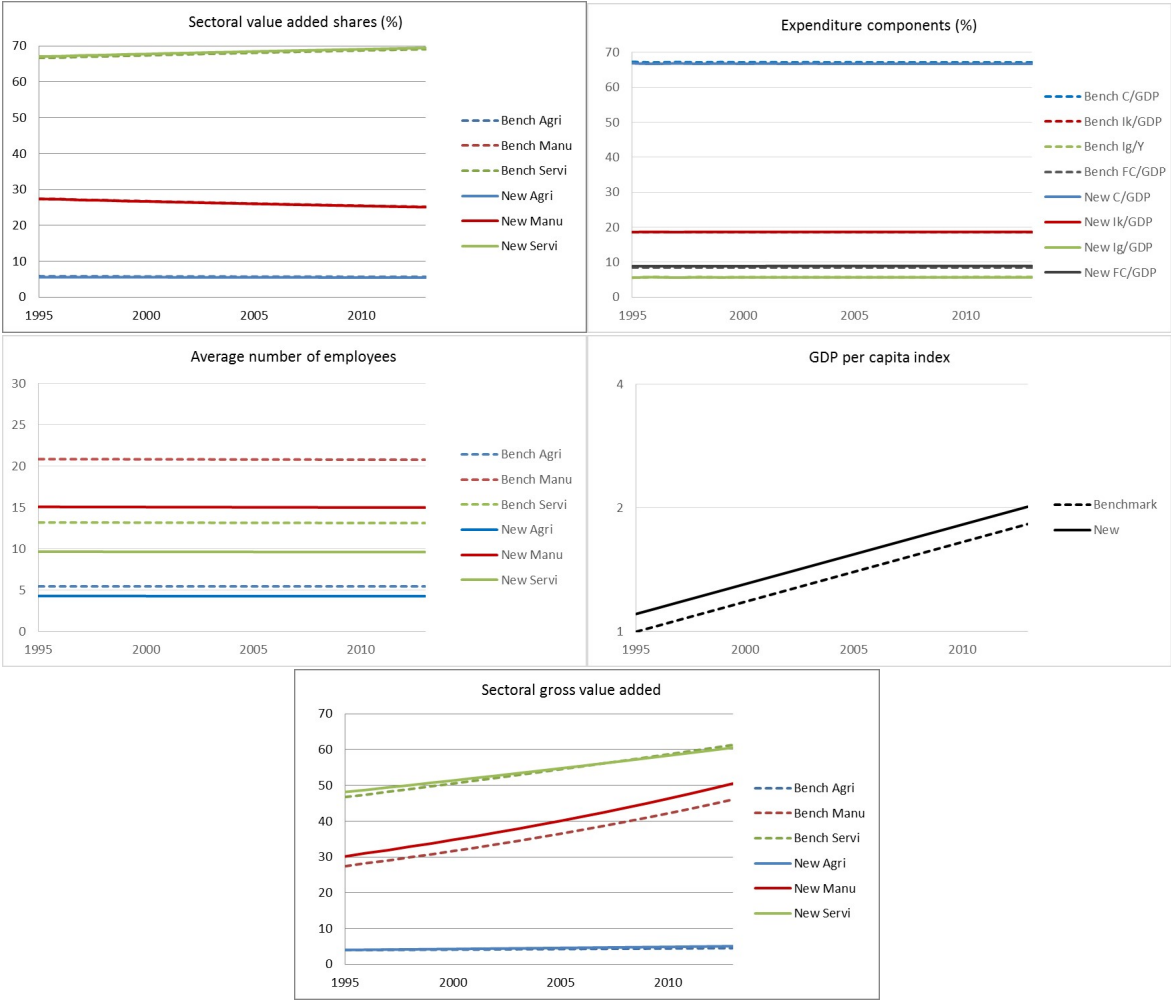 Sectoral value added shares (%)
70
60
50
40
30
20
10
0
1995
2000
2005
2010
Bench Agri
Bench Manu
Bench Servi
New Agri
New Manu
New Servi
Expenditure components (%)
70
60
50
40
30
20
10
0
1995
2000
2005
2010
Bench C/GDP
Bench Ik/GDP
Bench Ig/Y
Bench FC/GDP
New C/GDP
New Ik/GDP
New Ig/GDP
New FC/GDP
Average number of employees
30
25
20
15
10
5
0
1995
2000
2005
2010
Bench Agri
Bench Manu
Bench Servi
New Agri
New Manu
New Servi
GDP per capita index
4
2
1
1995
2000
2005
2010
Benchmark
New
Sectoral gross value added
70
60
50
40
30
20
10
0
1995
2000
2005
2010
Bench Agri
Bench Manu
Bench Servi
New Agri
New Manu
New Servi